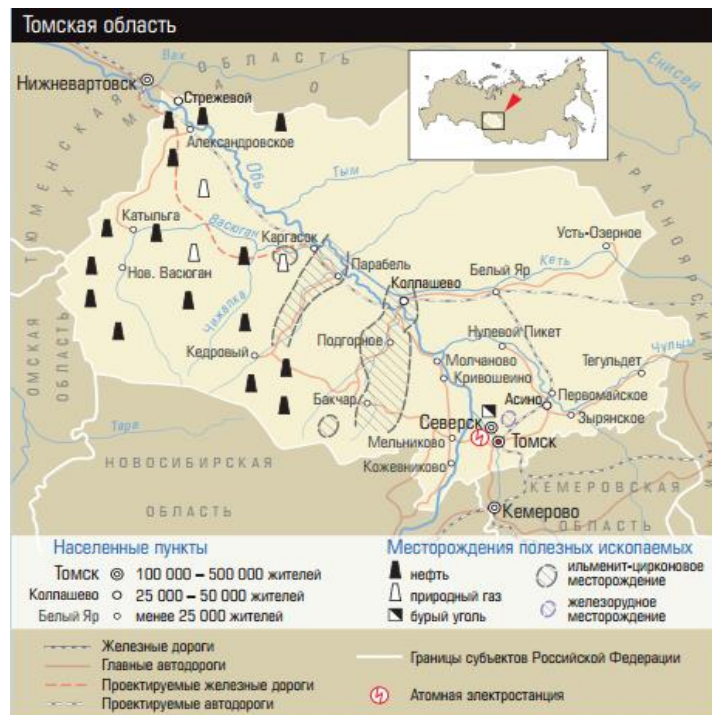 Томская область
Нижневартовск
Вах
ОБЛАСТЬ
Енисей
ТЮМЕНСКАЯ
ХМАО
Стрежевой
Александровское
Обь
Тым
КРАСНОЯРСКИЙ
КРАЙ
Катыльга
Васюган
Каргасок
Усть-Озерное
Нов. Васюган
Парабель
Белый Яр
Кеть
Колпашево
Чижапка
ОМСКАЯ
ОБЛАСТЬ
Кедровый
Подгорное
Нулевой Пикет
Чулым
Молчаново
Тегульдет
Кривошеино
Бакчар
Асино
Первомайское
Северск
Зырянское
Тара
Мельниково
Томск
НОВОСИБИРСКАЯ
ОБЛАСТЬ
Кожевниково
КЕМЕРОВСКАЯ
ОБЛАСТЬ
Кемерово
Населенные пункты
Томск 100 000 – 500 000 жителей
Колпашево 25 000 – 50 000 жителей
Белый Яр менее 25 000 жителей
Месторождения полезных ископаемых
нефть
природный газ
бурый уголь
ильменит-цирконовое
месторождение
железорудное
месторождение
Железные дороги
Главные автодороги
Проектируемые железные дороги
Проектируемые автодороги
Границы субъектов Российской Федерации
Атомная электростанция